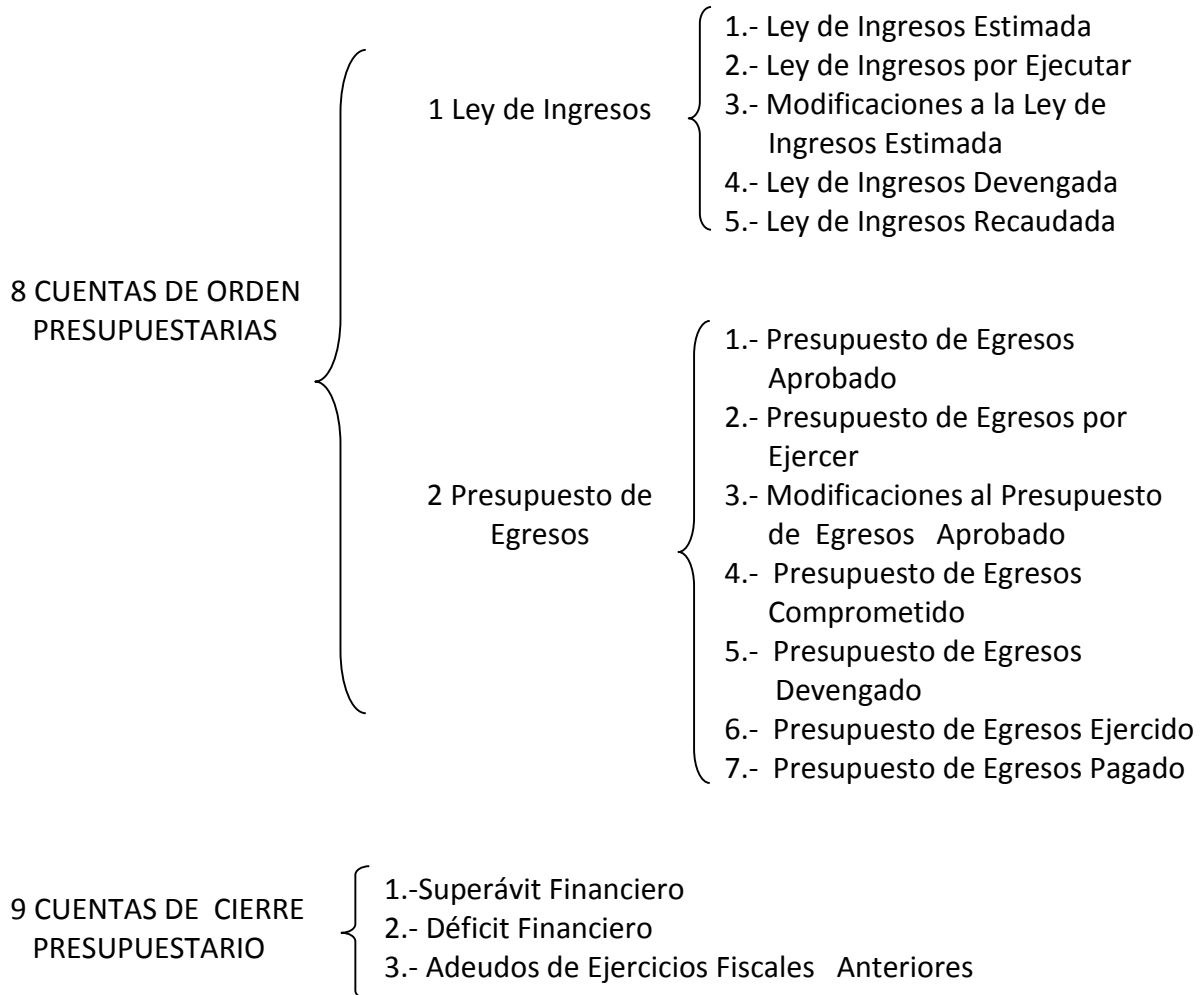 8 CUENTAS DE ORDEN
PRESUPUESTARIAS
1 Ley de Ingresos
1.- Ley de Ingresos Estimada
2.- Ley de Ingresos por Ejecutar
3.- Modificaciones a la Ley de
Ingresos Estimada
4.- Ley de Ingresos Devengada
5.- Ley de Ingresos Recaudada
2 Presupuesto de
Egresos
1.- Presupuesto de Egresos
Aprobado
2.- Presupuesto de Egresos por
Ejercer
3.- Modificaciones al Presupuesto
de Egresos Aprobado
4.- Presupuesto de Egresos
Comprometido
5.- Presupuesto de Egresos
Devengado
6.- Presupuesto de Egresos Ejercido
7.- Presupuesto de Egresos Pagado
9 CUENTAS DE CIERRE
PRESUPUESTARIO
1.-Superávit Financiero
2.- Déficit Financiero
3.- Adeudos de Ejercicios Fiscales Anteriores